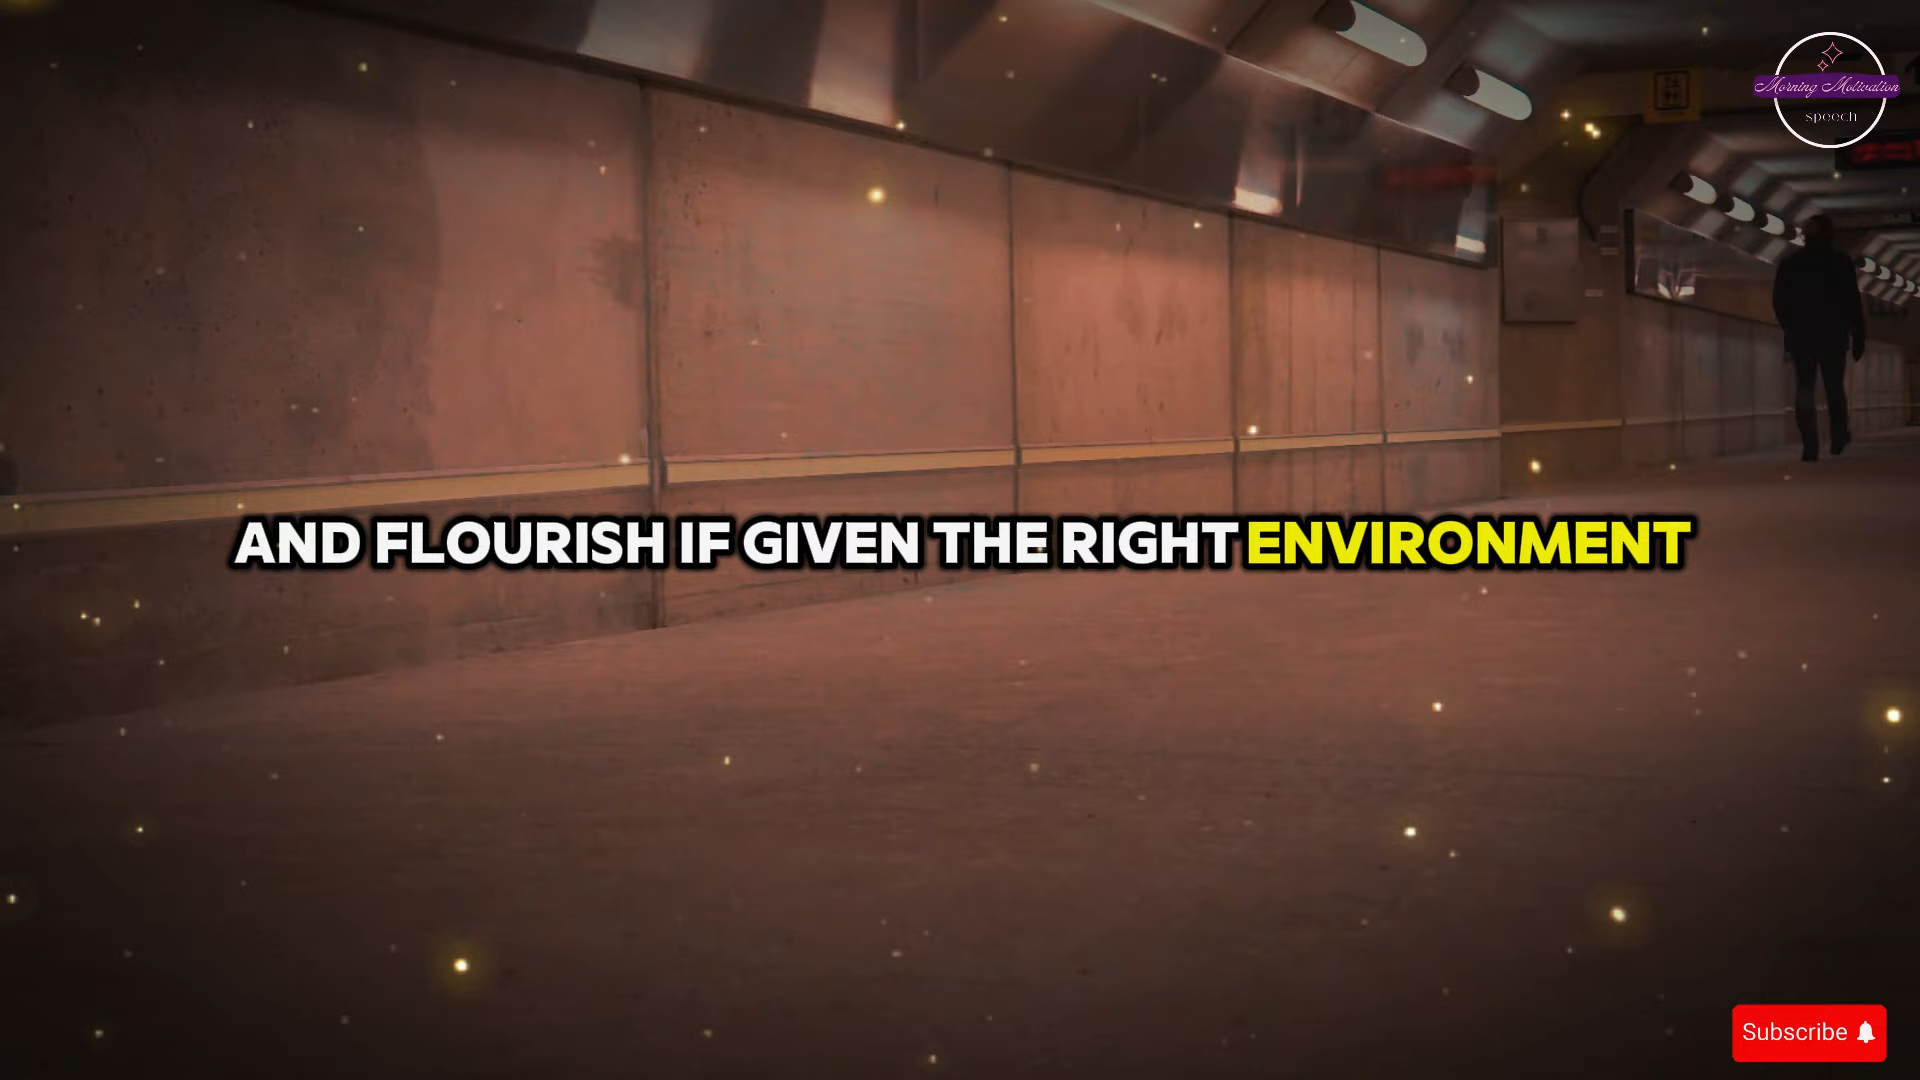 Morning Motivation
speech
AND FLOURISH IF GIVEN THE RIGHT ENVIRONMENT
Subscribe